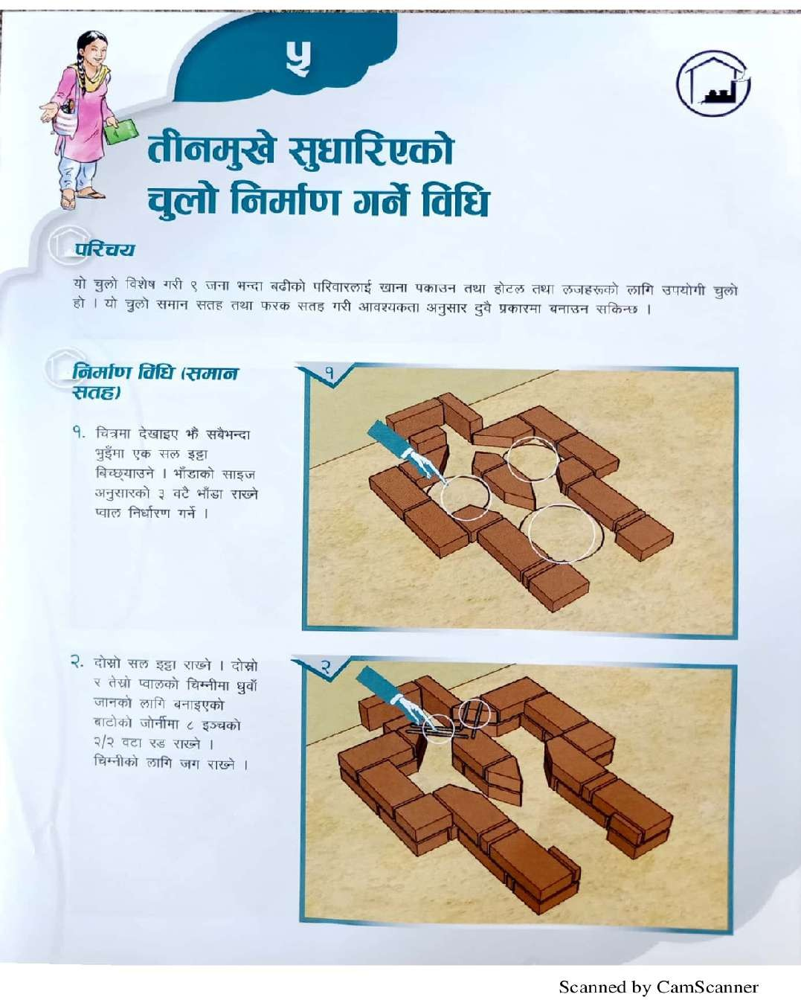 ५
तीनमुखे सुधारिएको
चुलो निर्माण गर्ने विधि
परिचय
यो चुलो विशेष गरी ९ जना भन्दा बढीको परिवारलाई खाना पकाउन तथा होटल तथा लजहरूको लागि उपयोगी चुलो
हो । यो चुलो समान सतह तथा फरक सतह गरी आवश्यकता अनुसार दुवै प्रकारमा बनाउन सकिन्छ ।
निर्माण विधि (समान
सतह)
१
१. चित्रमा देखाइए झैं सबैभन्दा
भुइँमा एक सल इट्टा
बिच्छ्याउने । भाँडाको साइज
अनुसारको ३ वटै भाँडा राख्ने
प्वाल निर्धारण गर्ने ।
२
२. दोस्रो सल इट्टा राख्ने । दोस्रो
र तेस्रो प्वालको चिम्नीमा धुवाँ
जानको लागि बनाइएको
बाटोको जोर्नीमा ८ इञ्चको
२/२ वटा रड राख्ने ।
चिम्नीको लागि जग राख्ने ।
Scanned by CamScanner